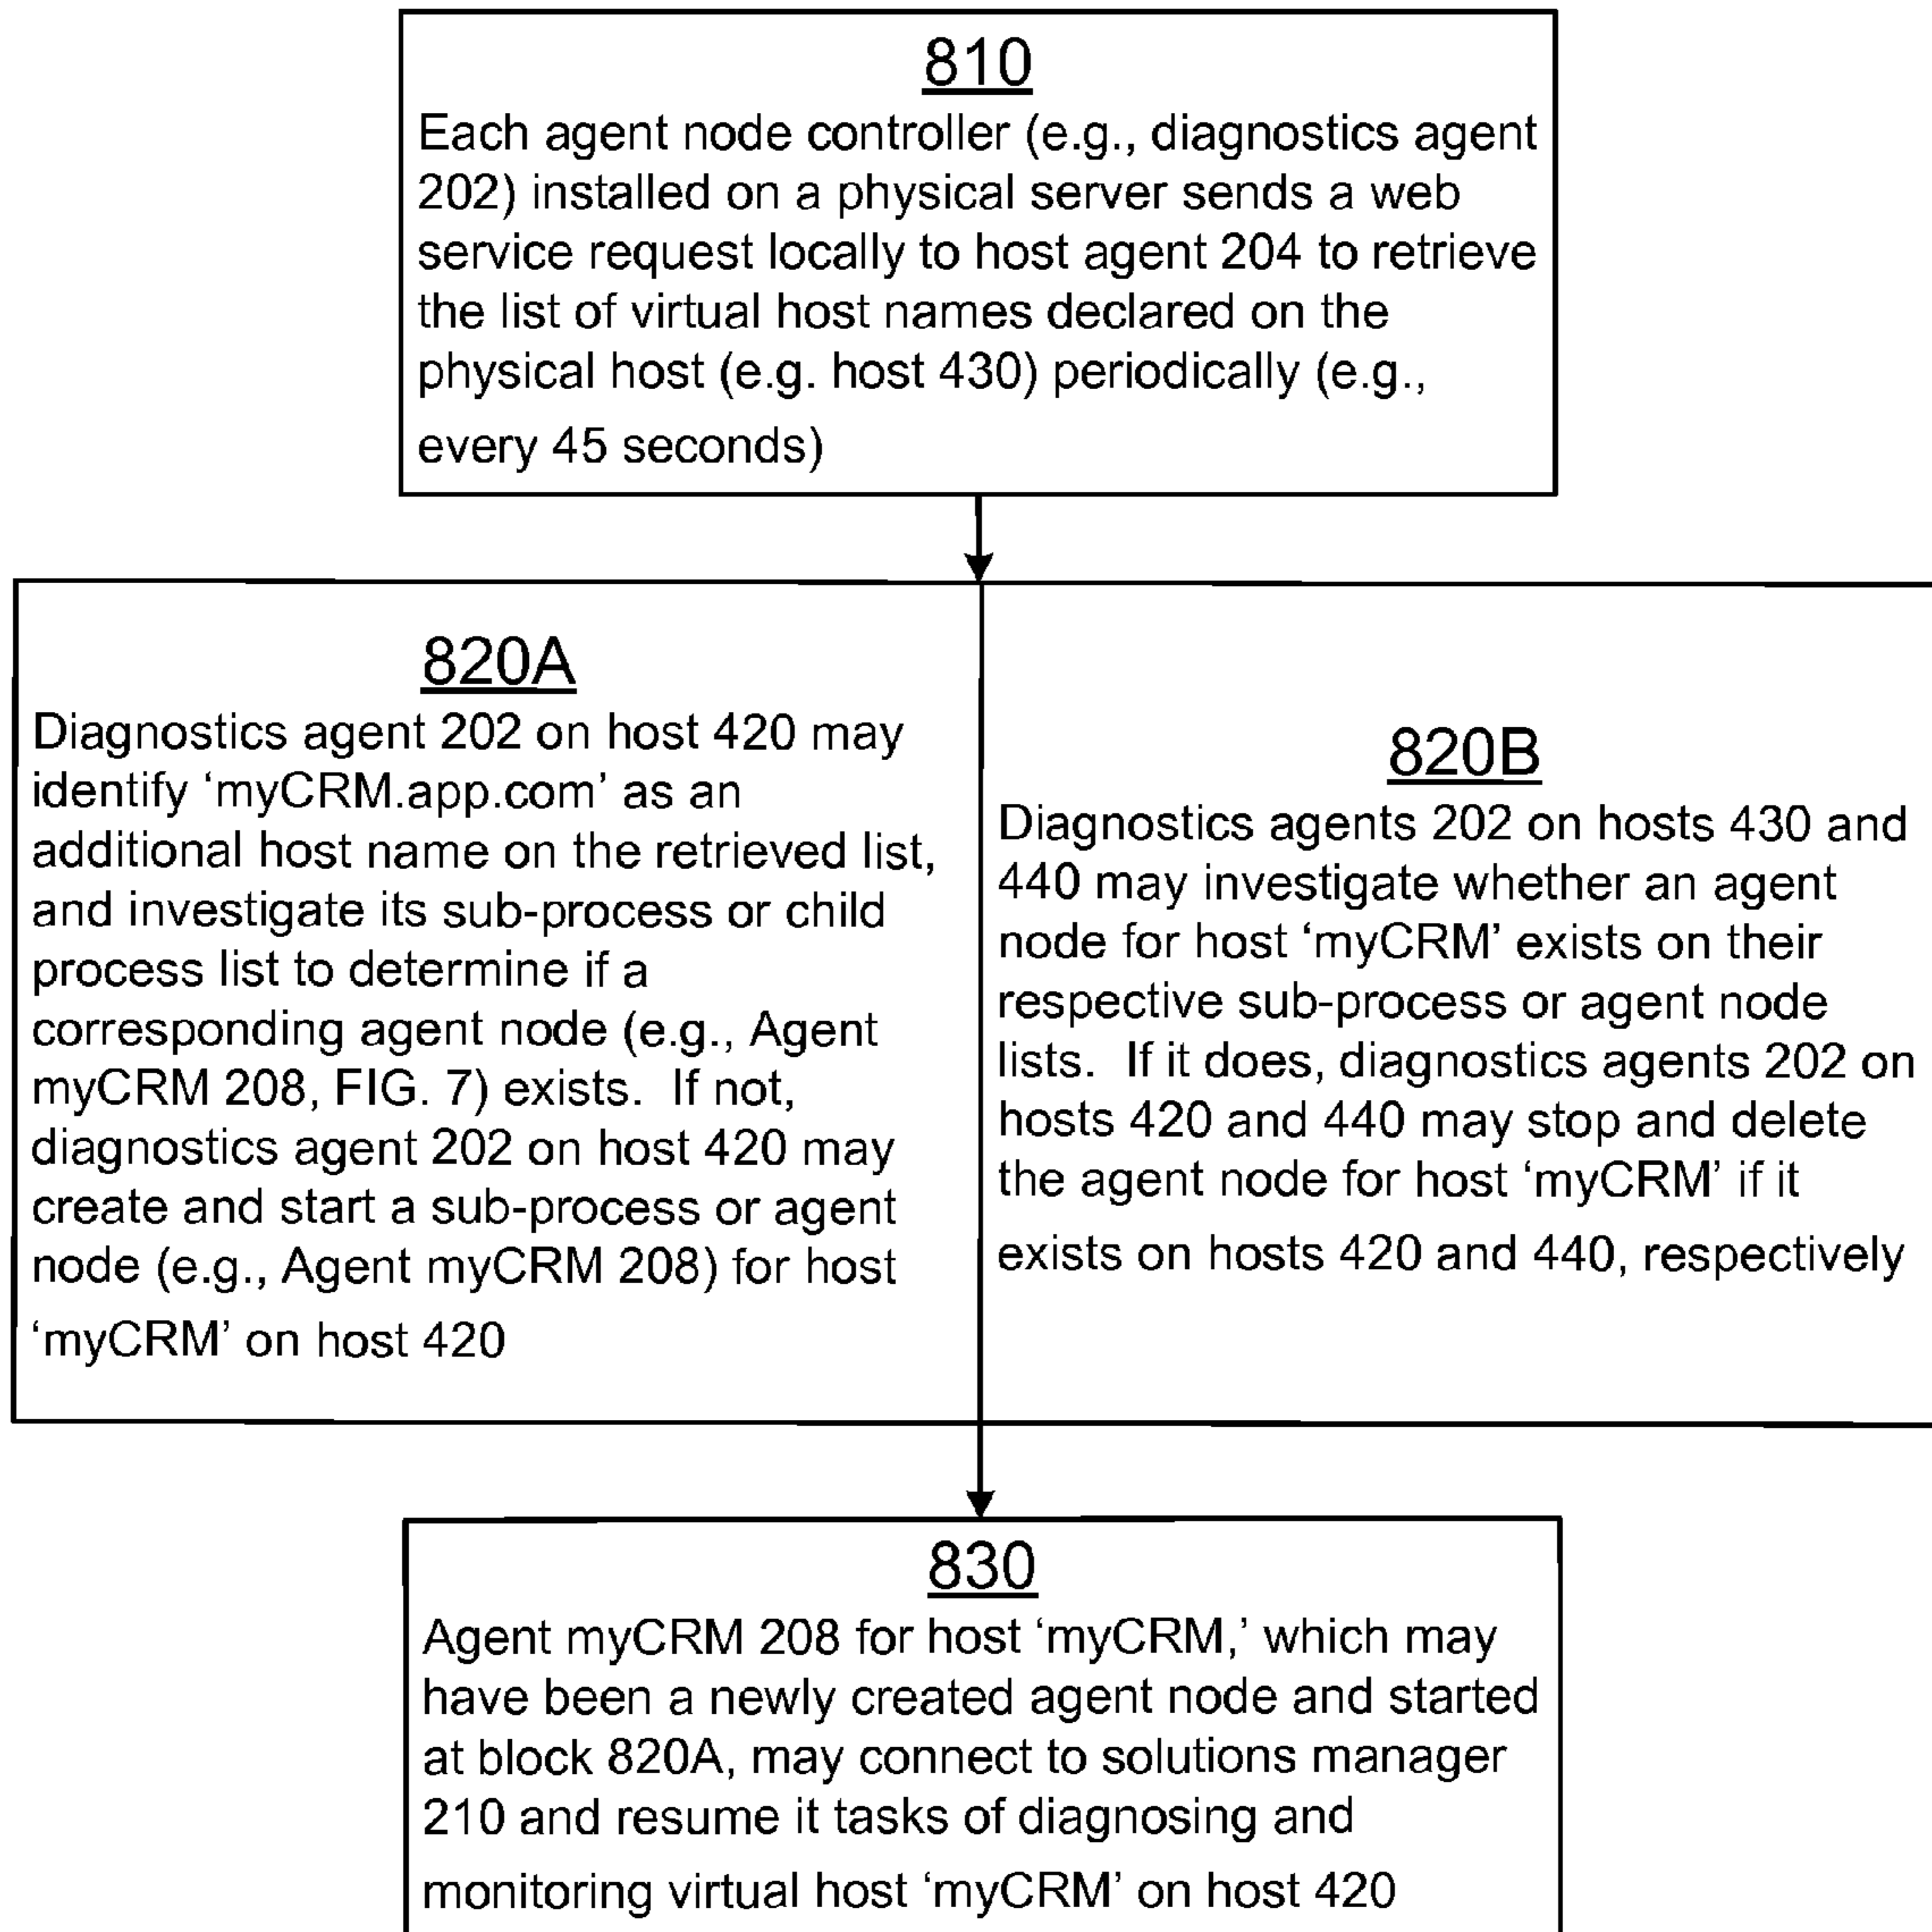 810
Each agent node controller (e.g., diagnostics agent
202) installed on a physical server sends a web
service request locally to host agent 204 to retrieve
the list of virtual host names declared on the
physical host (e.g. host 430) periodically (e.g.,
every 45 seconds)
820A
Diagnostics agent 202 on host 420 may
identify ‘myCRM.app.com’ as an
additional host name on the retrieved list,
and investigate its sub-process or child
process list to determine if a
corresponding agent node (e.g., Agent
myCRM 208, FIG. 7) exists.  If not,
diagnostics agent 202 on host 420 may
create and start a sub-process or agent
node (e.g., Agent myCRM 208) for host
‘myCRM’ on host 420
820B
Diagnostics agents 202 on hosts 430 and
440 may investigate whether an agent
node for host ‘myCRM’ exists on their
respective sub-process or agent node
lists.  If it does, diagnostics agents 202 on
hosts 420 and 440 may stop and delete
the agent node for host ‘myCRM’ if it
exists on hosts 420 and 440, respectively
830
Agent myCRM 208 for host ‘myCRM,’ which may
have been a newly created agent node and started
at block 820A, may connect to solutions manager
210 and resume it tasks of diagnosing and
monitoring virtual host ‘myCRM’ on host 420